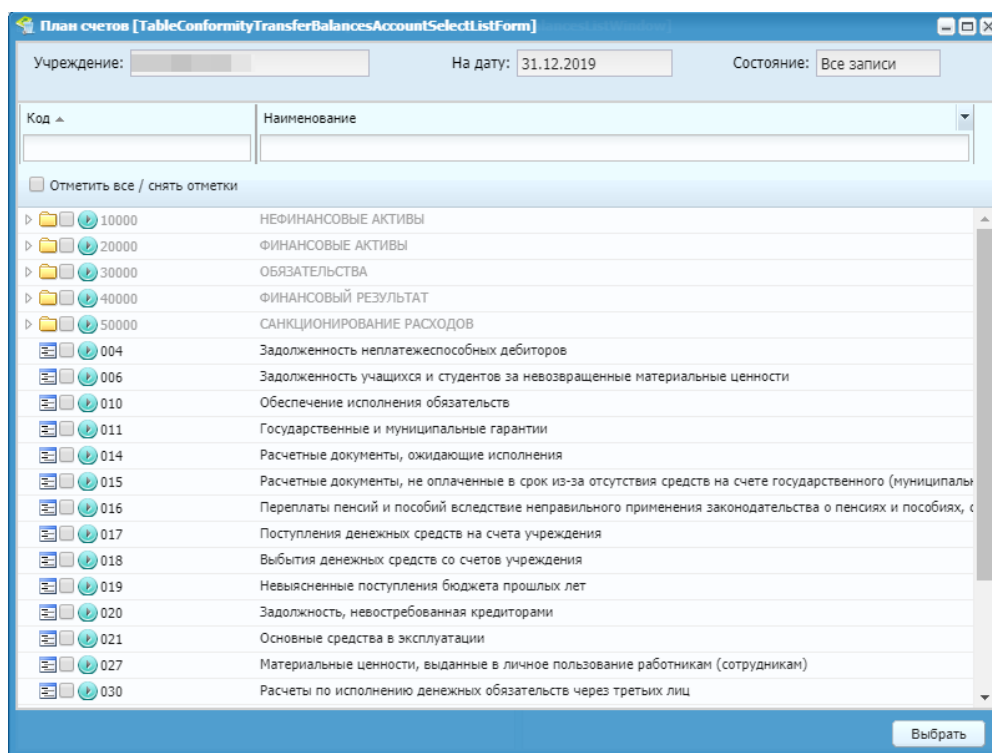 План счетов [TableConformityTransferBalancesAccountSelectListForm]
Учреждение: На дату: 31.12.2019 Состояние: Все записи
Код Наименование
Отметить все / снять отметки
10000 НЕФИНАНСОВЫЕ АКТИВЫ
20000 ФИНАНСОВЫЕ АКТИВЫ
30000 ОБЯЗАТЕЛЬСТВА
40000 ФИНАНСОВЫЙ РЕЗУЛЬТАТ
50000 САНКЦИОНИРОВАНИЕ РАСХОДОВ
004 Задолженность неплатежеспособных дебиторов
006 Задолженность учащихся и студентов за невозвращенные материальные ценности
010 Обеспечение исполнения обязательств
011 Государственные и муниципальные гарантии
014 Расчетные документы, ожидающие исполнения
015 Расчетные документы, не оплаченные в срок из-за отсутствия средств на счете государственного (муниципальн
016 Переплаты пенсий и пособий вследствие неправильного применения законодательства о пенсиях и пособиях, с
017 Поступления денежных средств на счета учреждения
018 Выбытия денежных средств со счетов учреждения
019 Невыясненные поступления бюджета прошлых лет
020 Задолжность, невостребованная кредиторами
021 Основные средства в эксплуатации
027 Материальные ценности, выданные в личное пользование работникам (сотрудникам)
030 Расчеты по исполнению денежных обязательств через третьих лиц
Выбрать